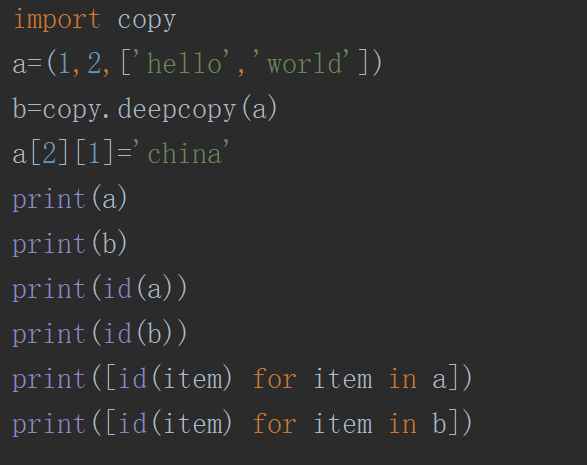 import copy
a=(1,2,['hello','world'])
b=copy.deepcopy(a)
a[2][1]='china'
print(a)
print(b)
print(id(a))
print(id(b))
print([id(item) for item in a])
print([id(item) for item in b])